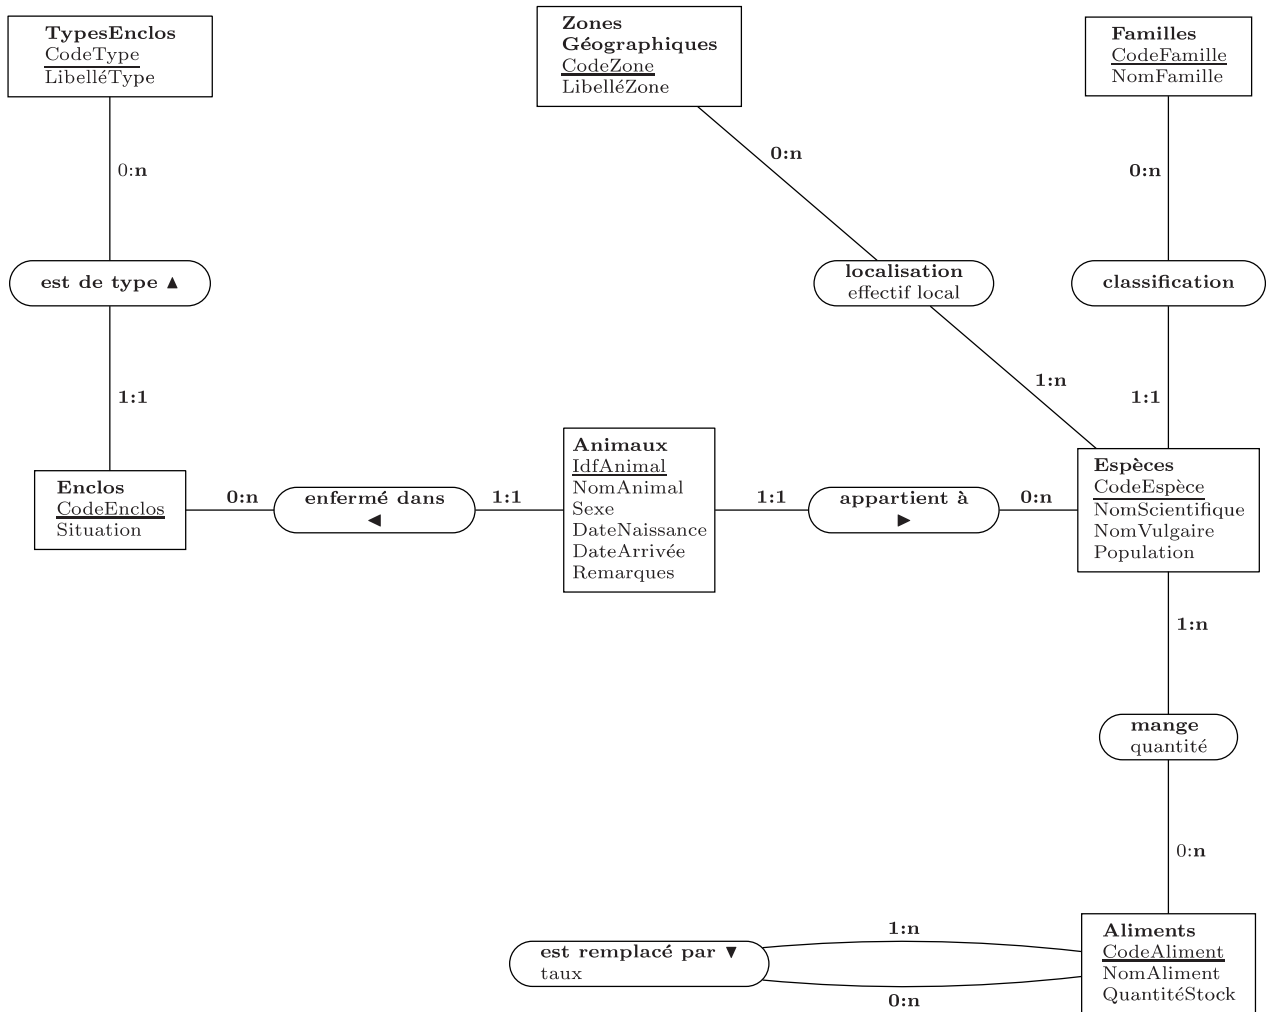 TypesEnclos
CodeType
LibelléType
Zones
Géographiques
CodeZone
LibelléZone
Familles
CodeFamille
NomFamille
0:n
0:n
0:n
est de type ▲
localisation
effectif local
classification
1:1
1:n
1:1
Enclos
CodeEnclos
Situation
0:n
enfermé dans
◀
1:1
Animaux
IdfAnimal
NomAnimal
Sexe
DateNaissance
DateArrivée
Remarques
1:1
appartient à
▶
0:n
Espèces
CodeEspèce
NomScientifique
NomVulgaire
Population
1:n
mange
quantité
0:n
est remplacé par ▼
taux
1:n
0:n
Aliments
CodeAliment
NomAliment
QuantitéStock